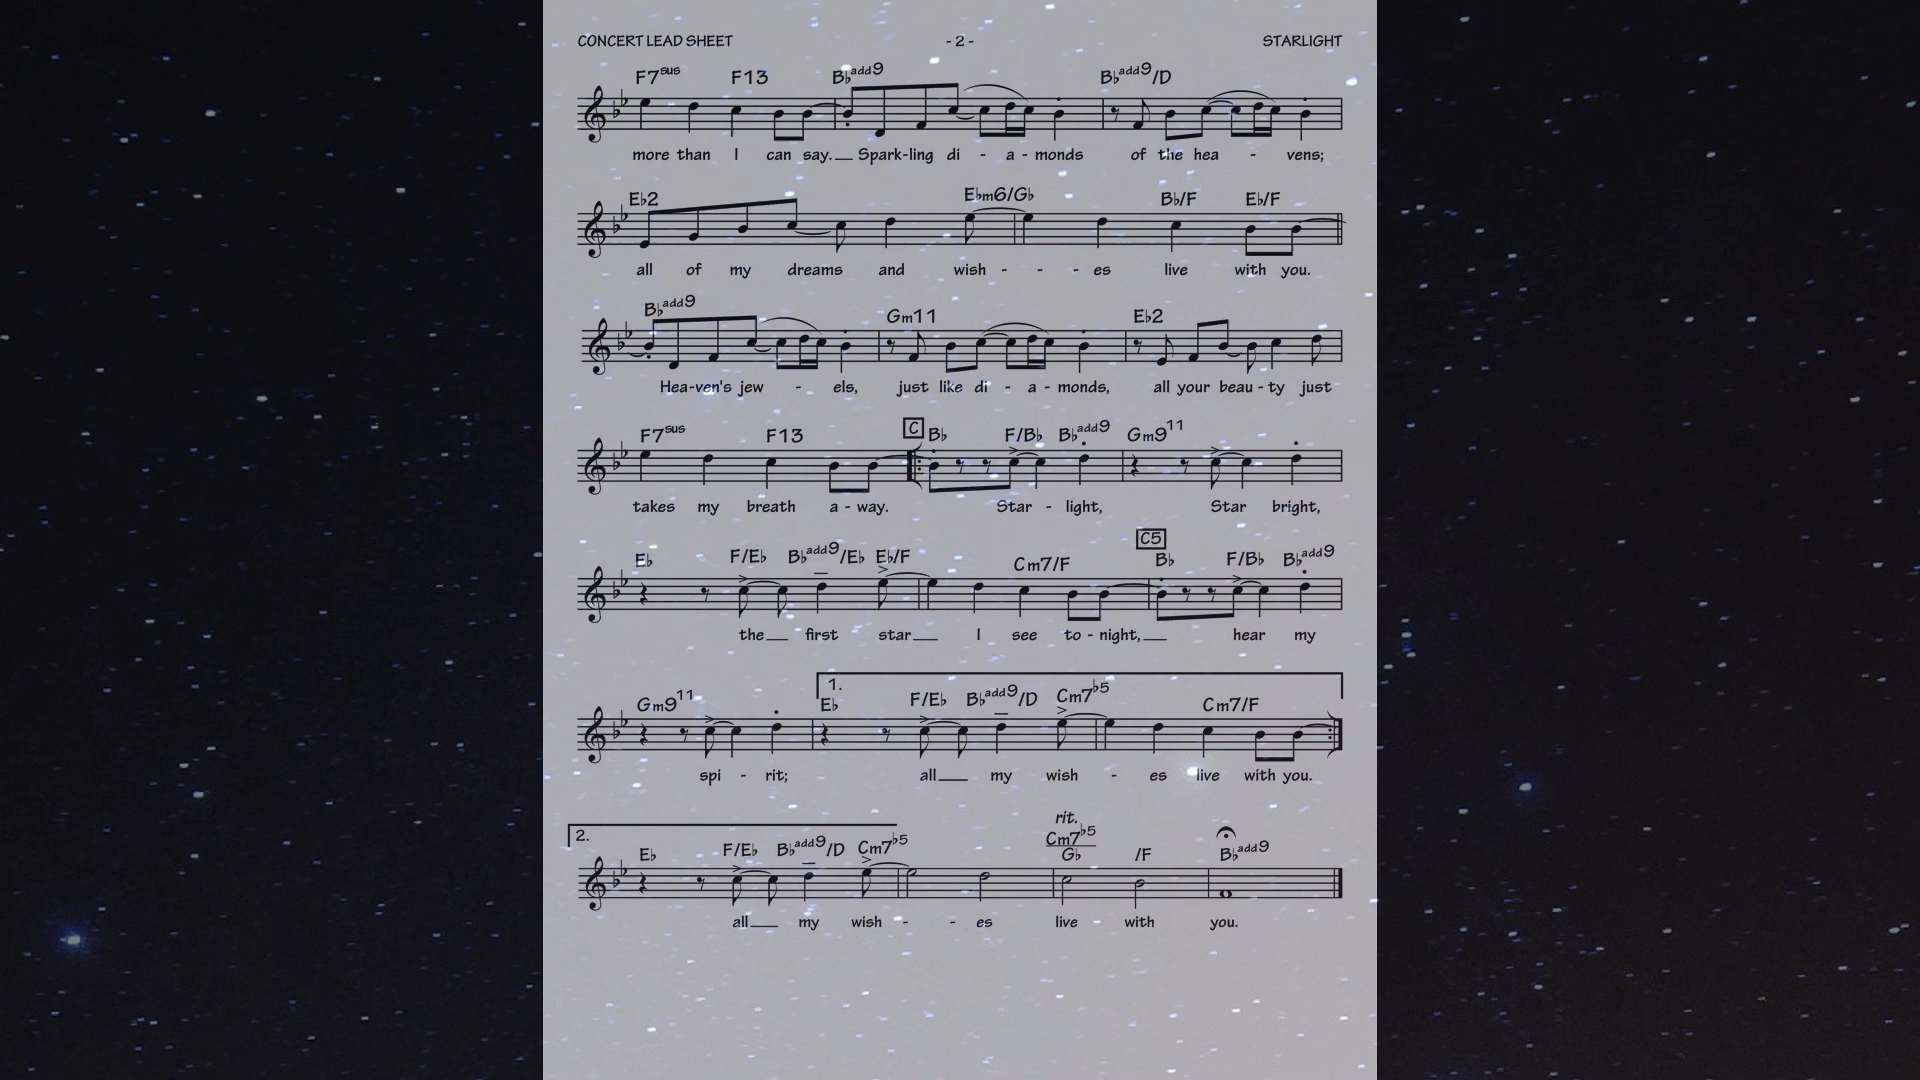 CONCERT LEAD SHEET - 2 - STARLIGHT
F7sus F13 B♭add9 B♭add9/D
more than I can say. Spark-ling di - a - monds of the hea - vens;
E♭2 E♭m6/G♭ B♭/F E♭/F
all of my dreams and wish - - - es live with you.
B♭add9 Gm11 E♭2
Hea-ven's jew - els, just like di - a - monds, all your beau - ty just
C
F7sus F13 B♭ F/B♭ B♭add9 Gm911
takes my breath a - way. Star - light, Star bright,
C5
E♭ F/E♭ B♭add9/E♭ E♭/F Cm7/F B♭ F/B♭ B♭add9
the first star I see to - night, hear my
1.
Gm911 E♭ F/E♭ B♭add9/D Cm7♭5 Cm7/F
spi - rit; all my wish - es live with you.
rit.
2. E♭ F/E♭ B♭add9/D Cm7♭5 Cm7♭5/G♭ /F B♭add9
all my wish - - es live with you.